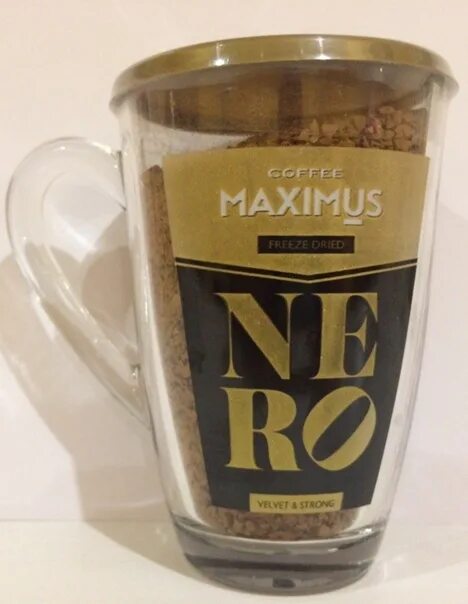 COFFEE
MAXIMUS
FREEZE DRIED
NE
RO
VELVET & STRONG